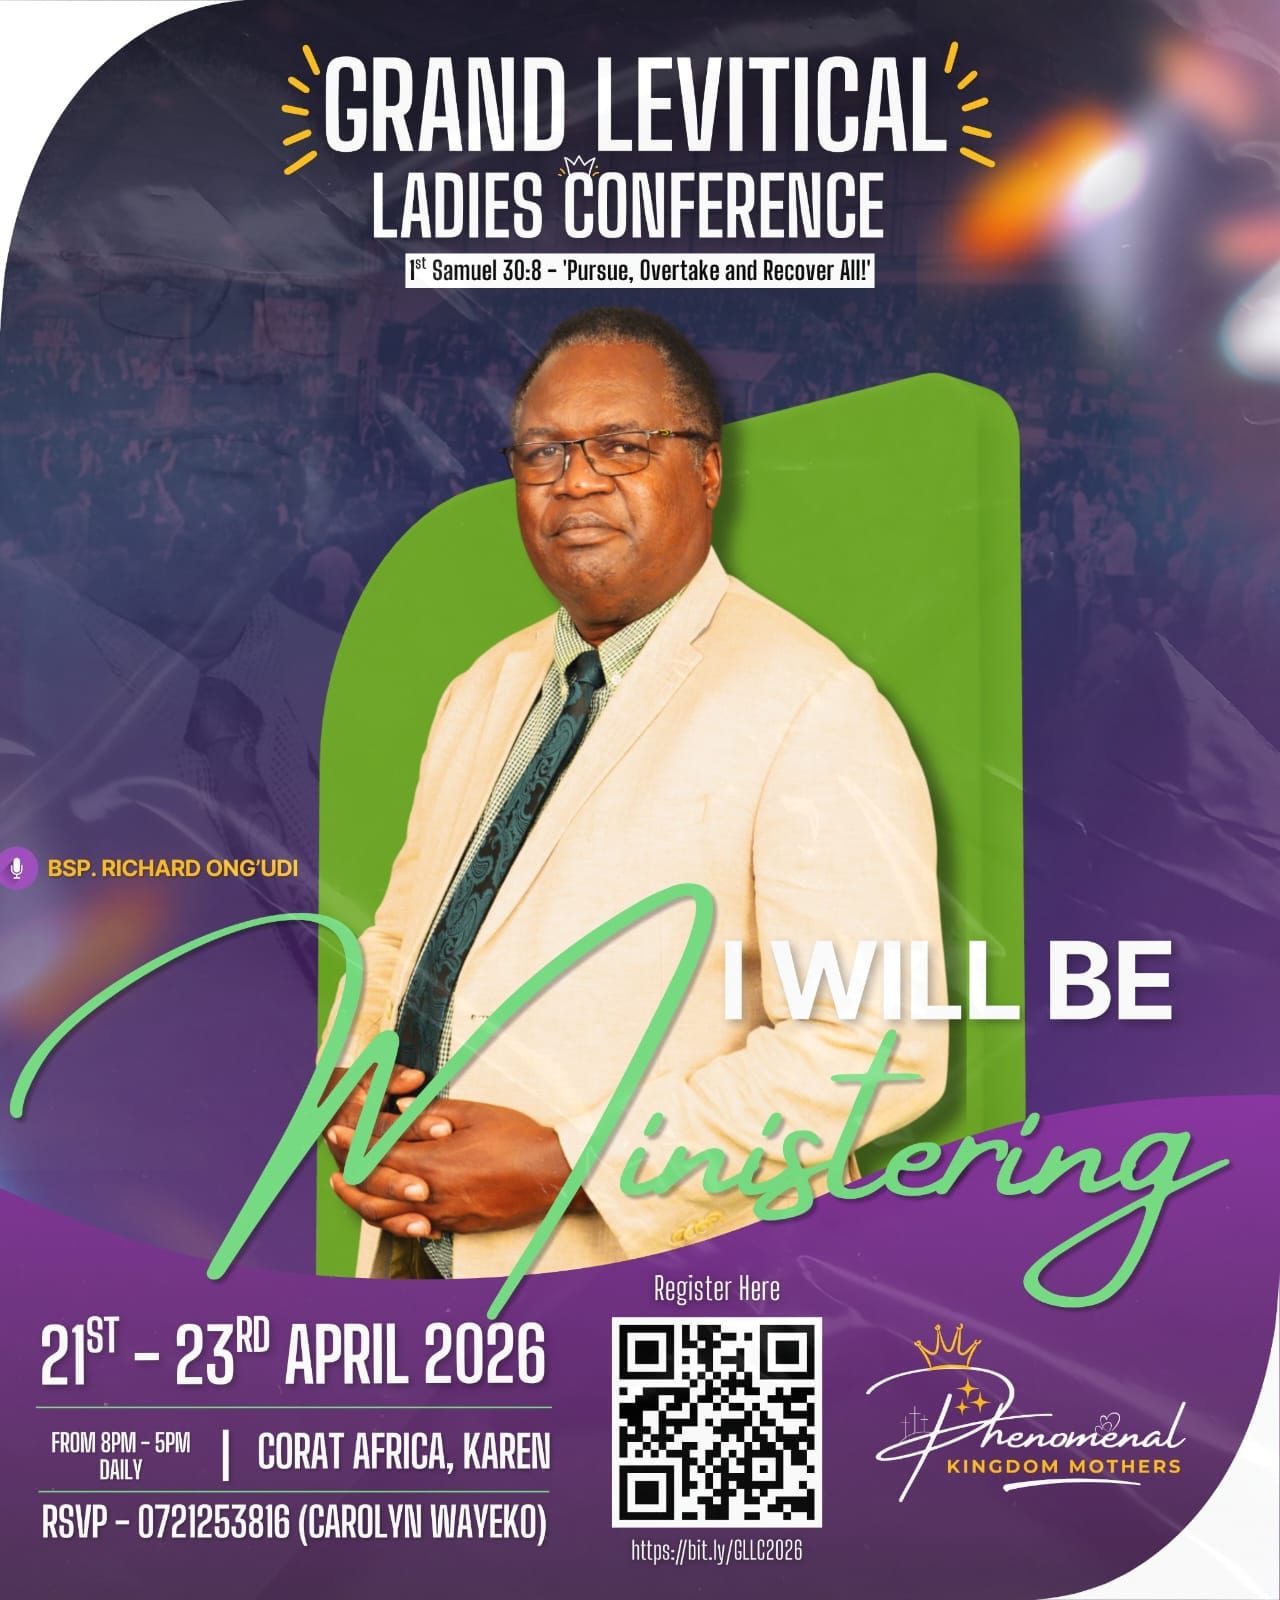 GRAND LEVITICAL
LADIES CONFERENCE
1st Samuel 30:8 - 'Pursue, Overtake and Recover All!'
BSP. RICHARD ONG'UDI
I WILL BE
Ministering
Register Here
21ST - 23RD APRIL 2026
FROM 8PM - 5PM
DAILY
CORAT AFRICA, KAREN
RSVP - 0721253816 (CAROLYN WAYEKO)
https://bit.ly/GLLC2026
Phenomenal
KINGDOM MOTHERS